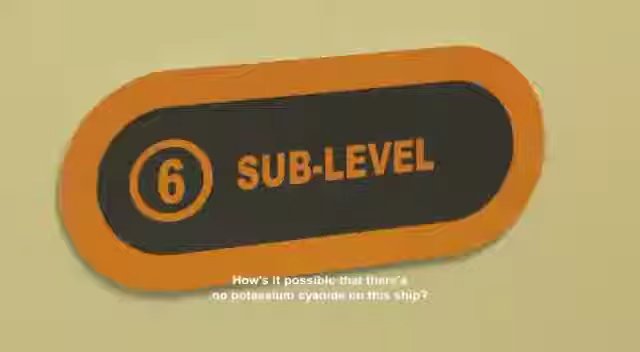 6 SUB-LEVEL
How's it possible that there's
no potassium cyanide on this ship?